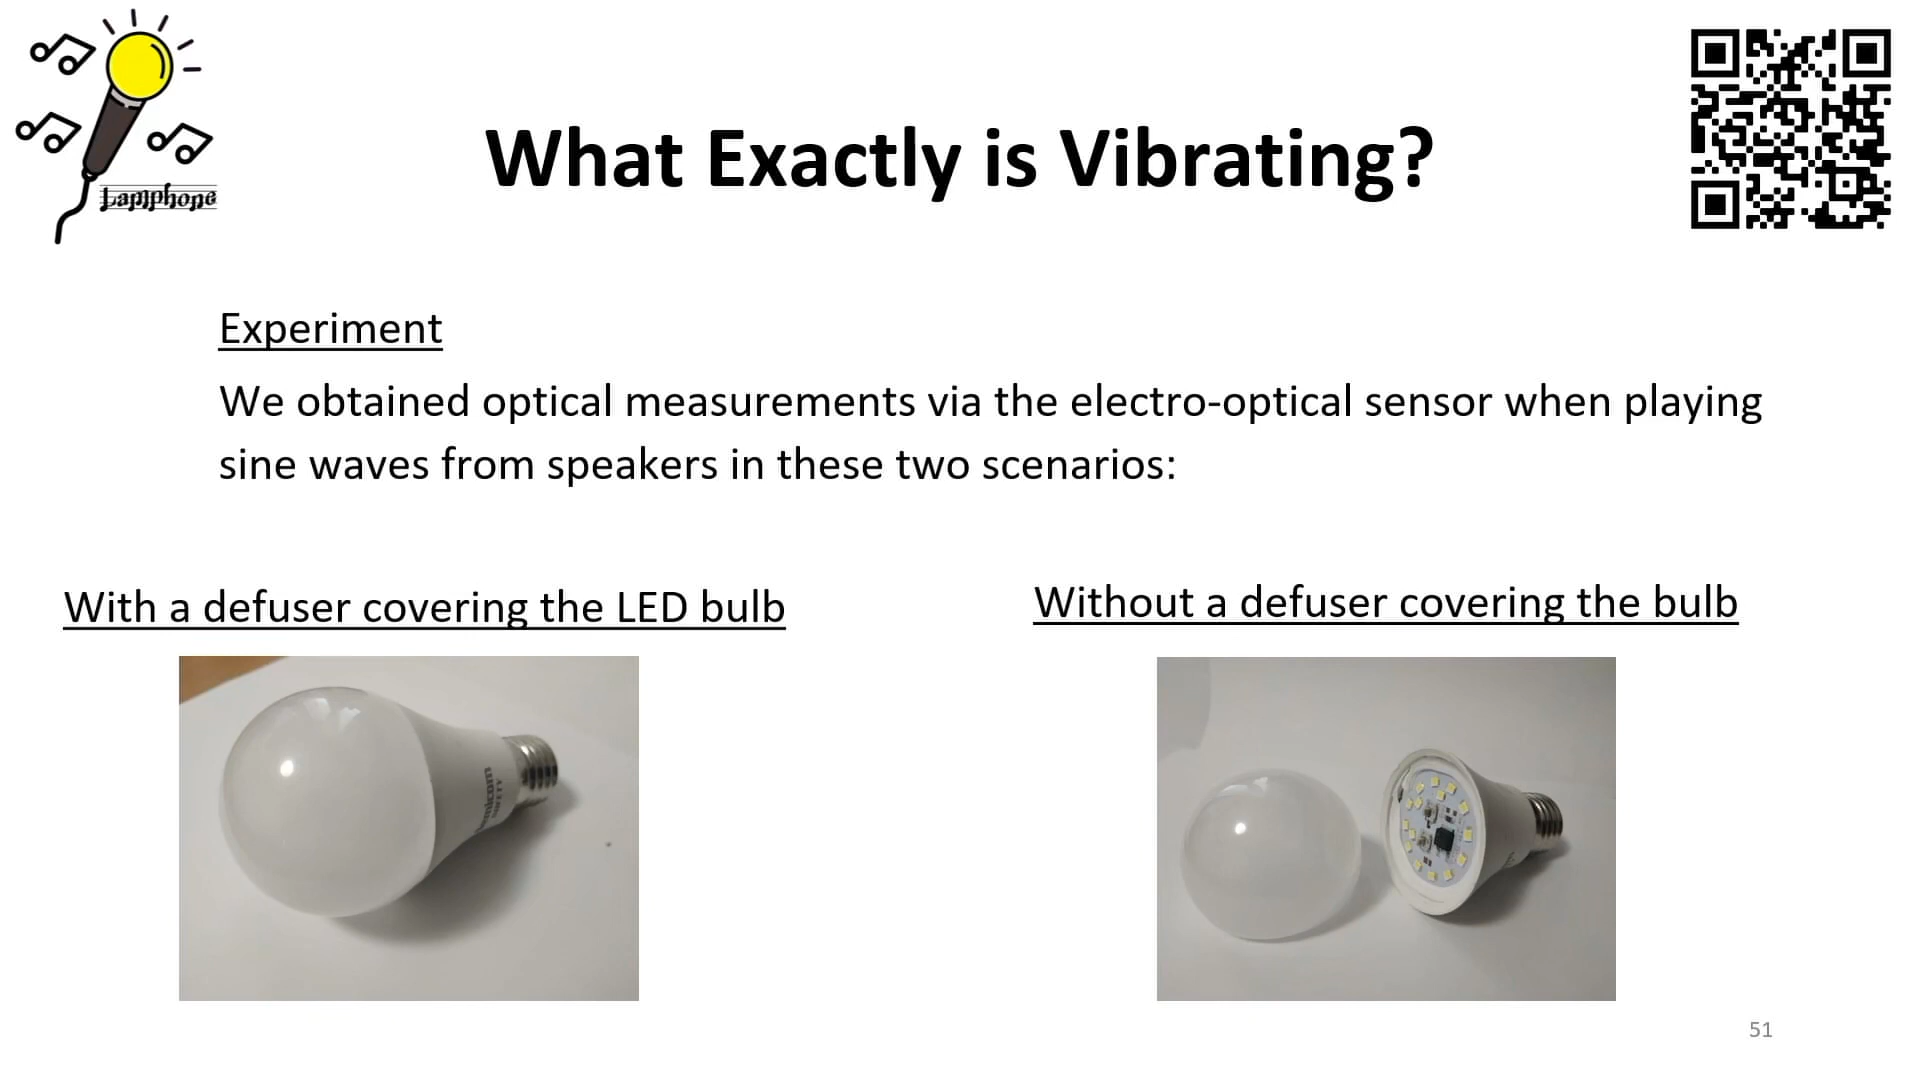 Lamphone
What Exactly is Vibrating?
Experiment
We obtained optical measurements via the electro-optical sensor when playing
sine waves from speakers in these two scenarios:
With a defuser covering the LED bulb
Without a defuser covering the bulb
51